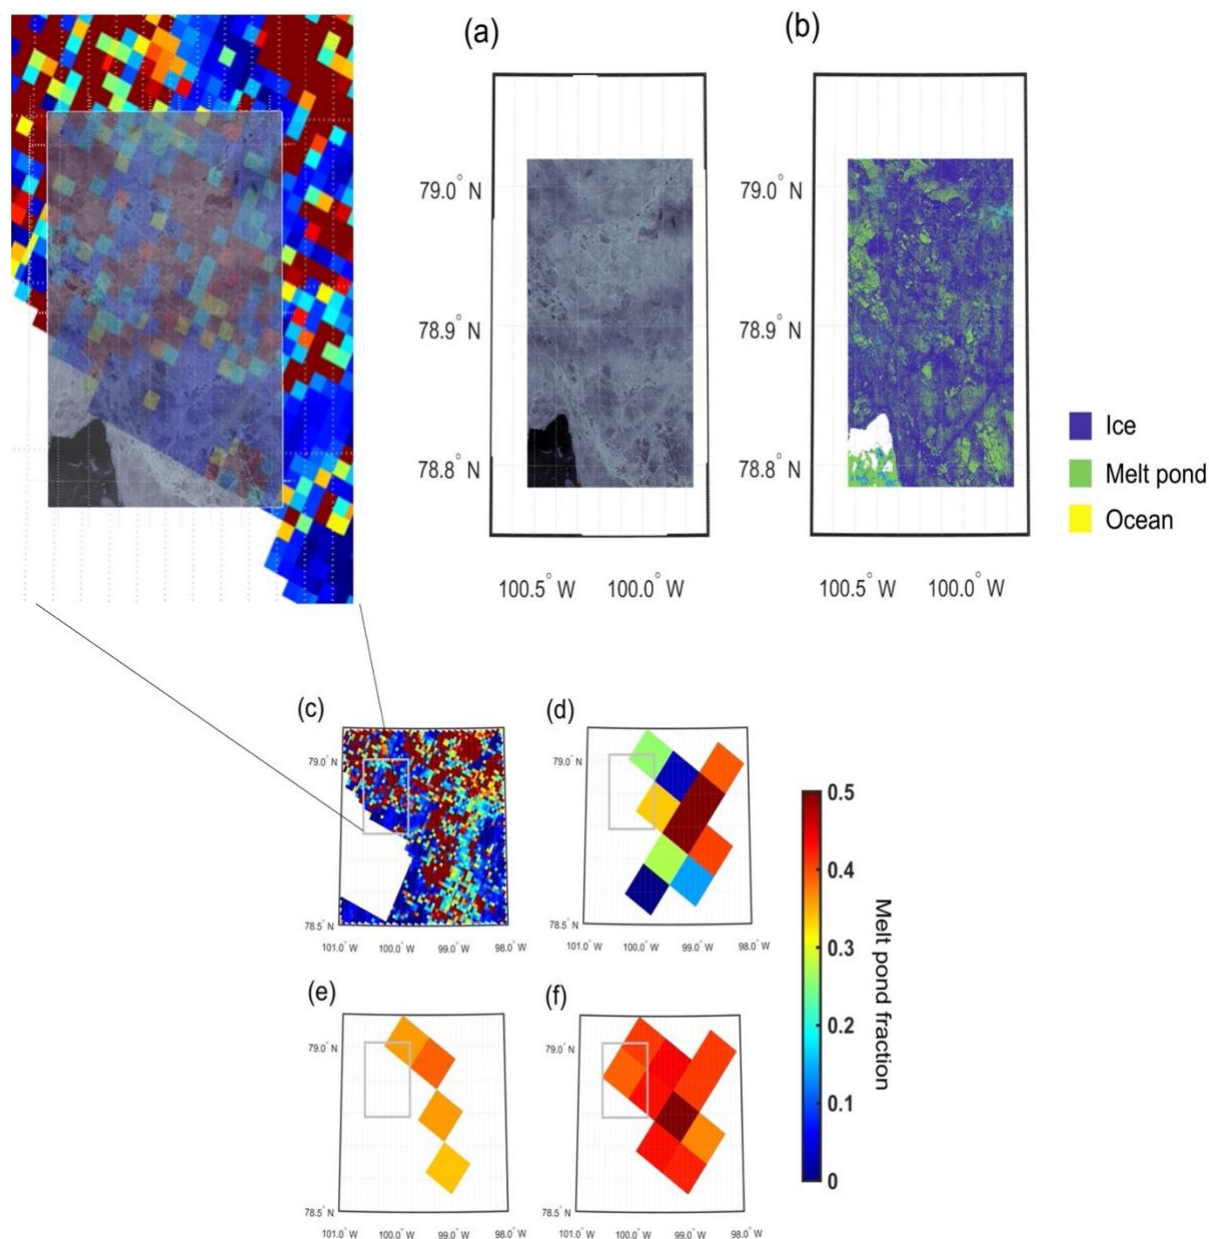 (a)
(b)
79.0° N
79.0° N
78.9° N
78.9° N
78.8° N
78.8° N
Ice
Melt pond
Ocean
100.5° W 100.0° W
100.5° W 100.0° W
(c)
(d)
79.0° N
79.0° N
78.5° N
78.5° N
101.0° W 100.0° W 99.0° W 98.0° W
101.0° W 100.0° W 99.0° W 98.0° W
(e)
(f)
79.0° N
79.0° N
78.5° N
78.5° N
101.0° W 100.0° W 99.0° W 98.0° W
101.0° W 100.0° W 99.0° W 98.0° W
0.5
0.4
0.3
0.2
0.1
0
Melt pond fraction